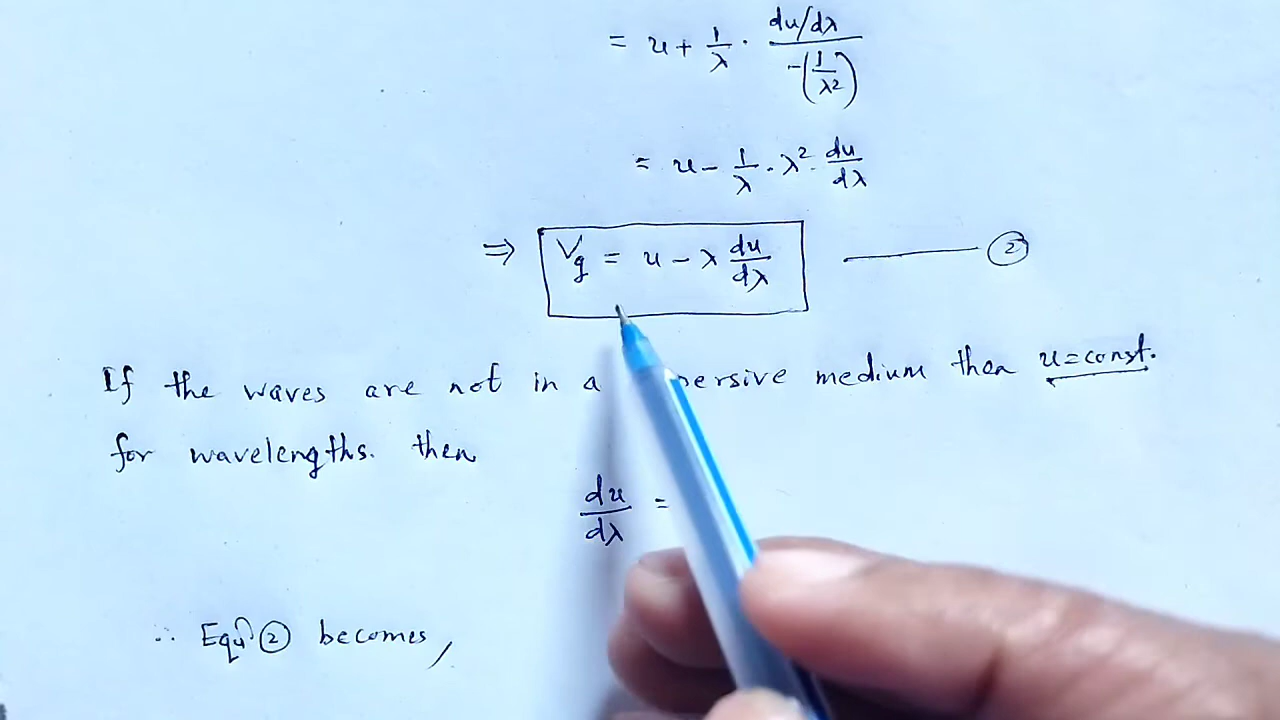 = u + 1/λ · (du/dλ)/(-(1/λ²))
= u - 1/λ · λ² · du/dλ
⇒ Vg = u - λ du/dλ ——— ②
If the waves are not in a persive medium then u=const.
for wavelengths. then
du/dλ =
∴ Equⁿ ② becomes,